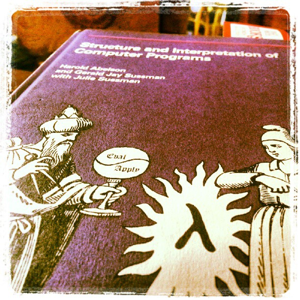 Structure and Interpretation of
Computer Programs
Harold Abelson
and Gerald Jay Sussman
with Julie Sussman
Eval
Apply
λ